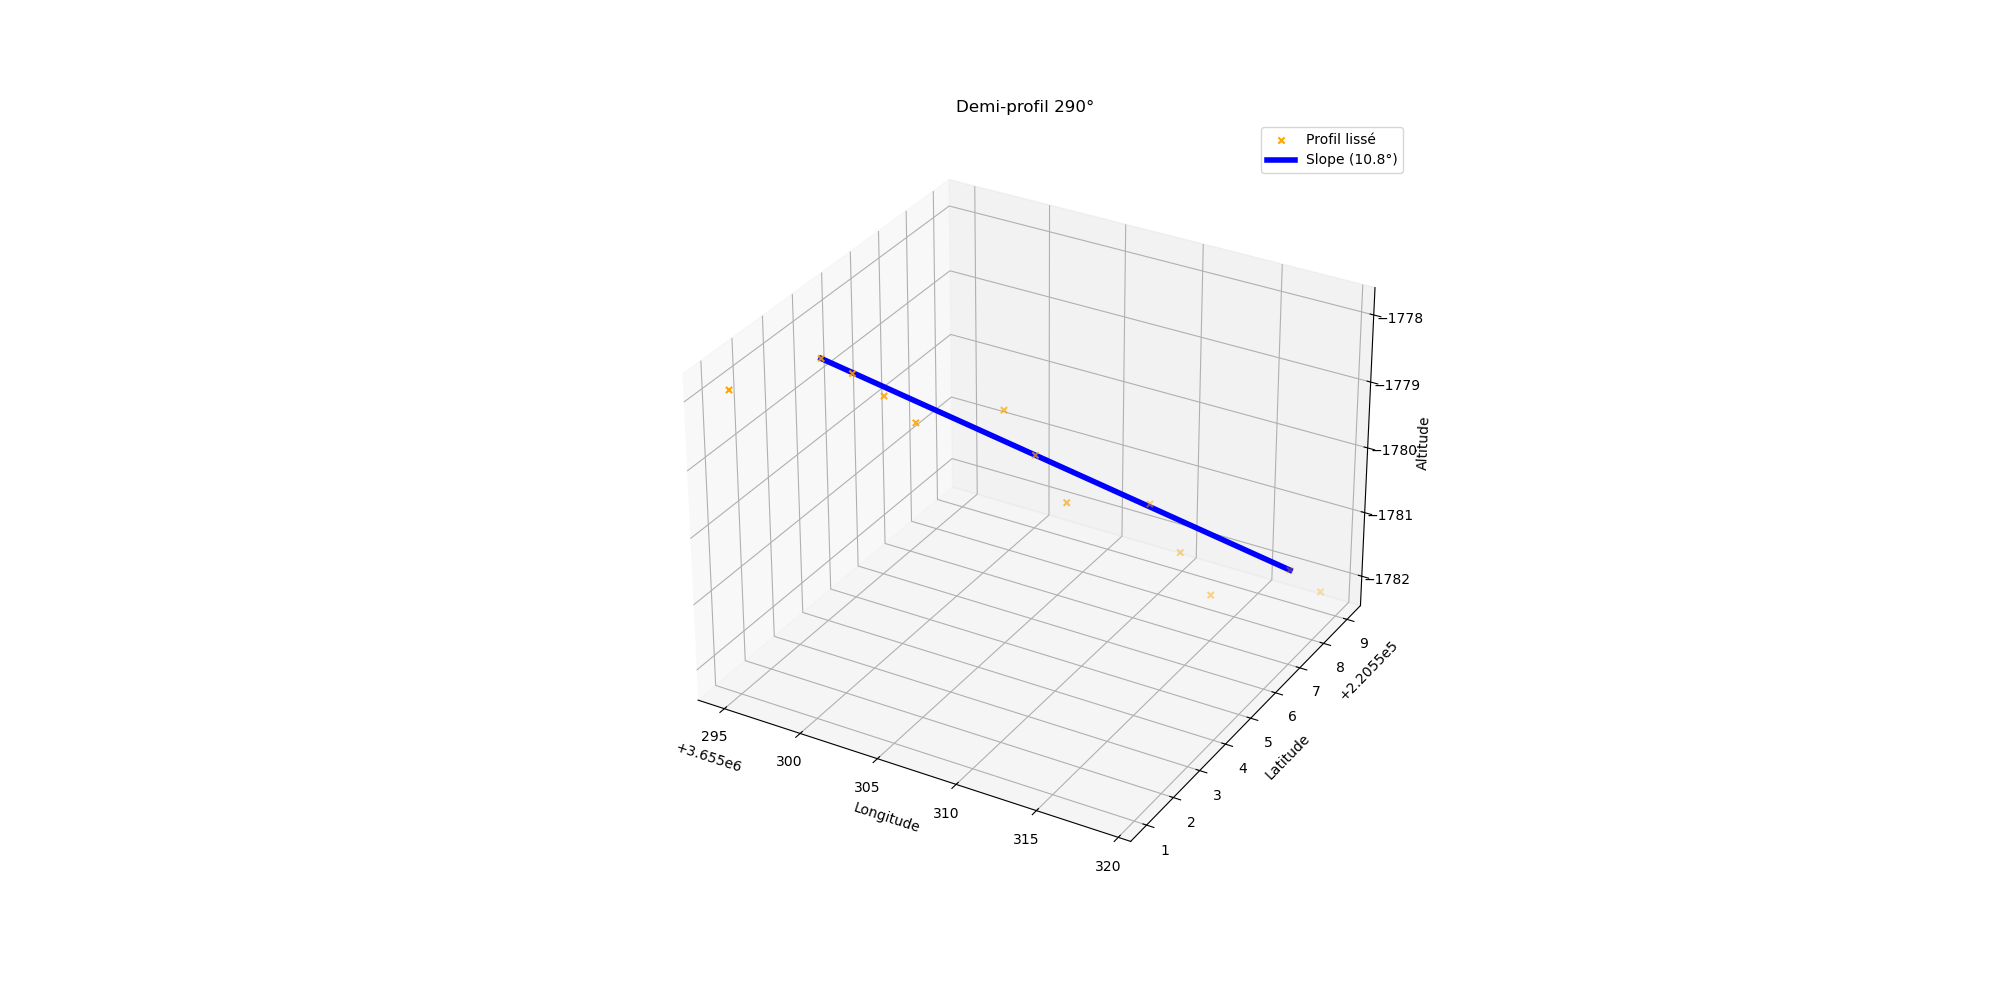 Demi-profil 290°
Profil lissé
Slope (10.8°)
−1778
−1779
−1780
−1781
−1782
Altitude
9
8
7
6
5
4
3
2
1
+2.2055e5
Latitude
295
300
305
310
315
320
+3.655e6
Longitude